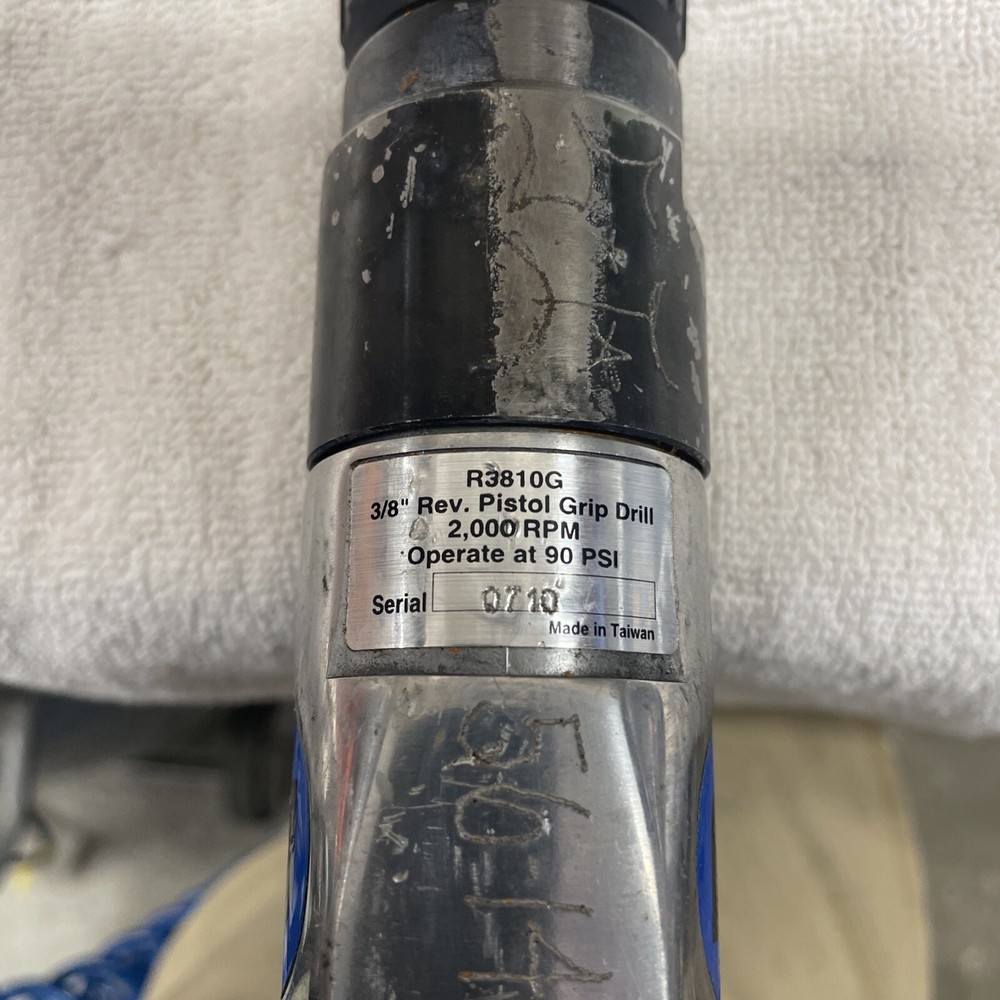 R3810G
3/8" Rev. Pistol Grip Drill
2,000 RPM
Operate at 90 PSI
Serial 0710
Made in Taiwan